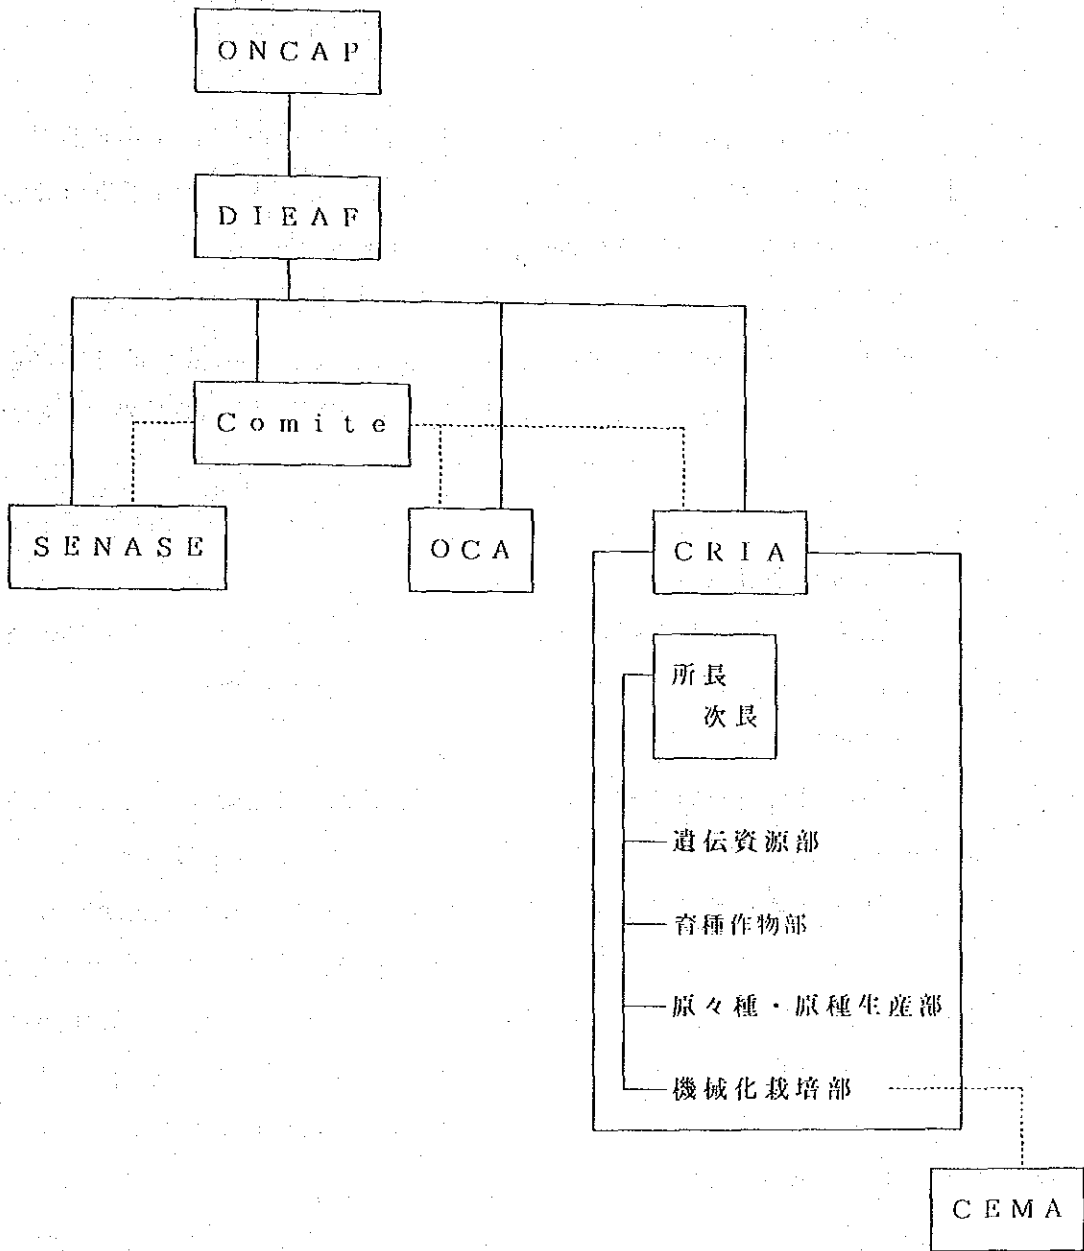 ONCAP
DIEAF
Comite
SENASE
OCA
CRIA
所長
次長
遺伝資源部
育種作物部
原々種・原種生産部
機械化栽培部
CEMA